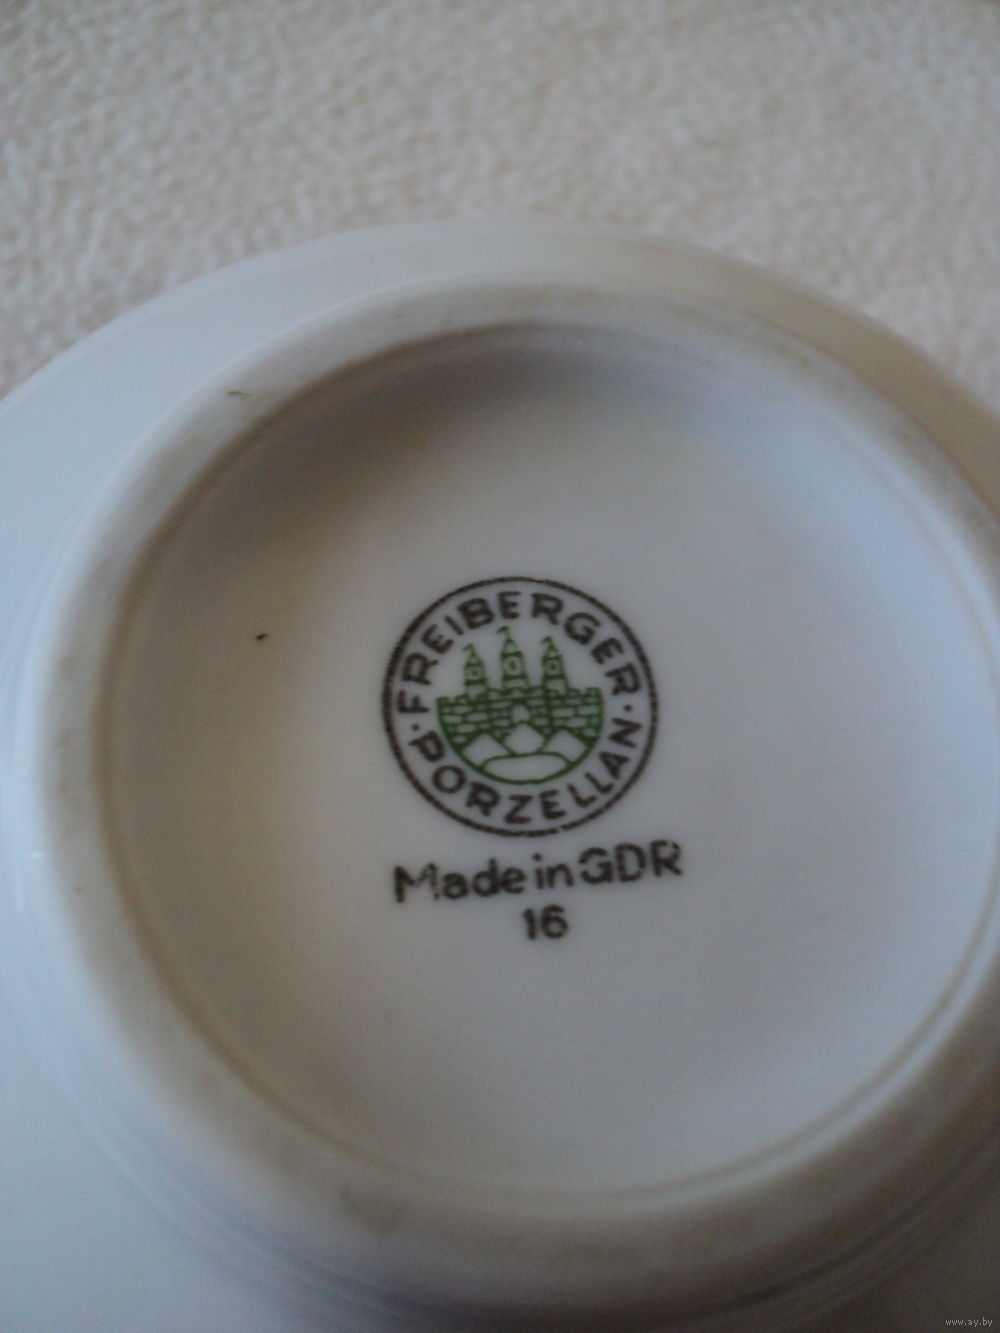 FREIBERGER
PORZELLAN
Made in GDR
16
www.ay.by